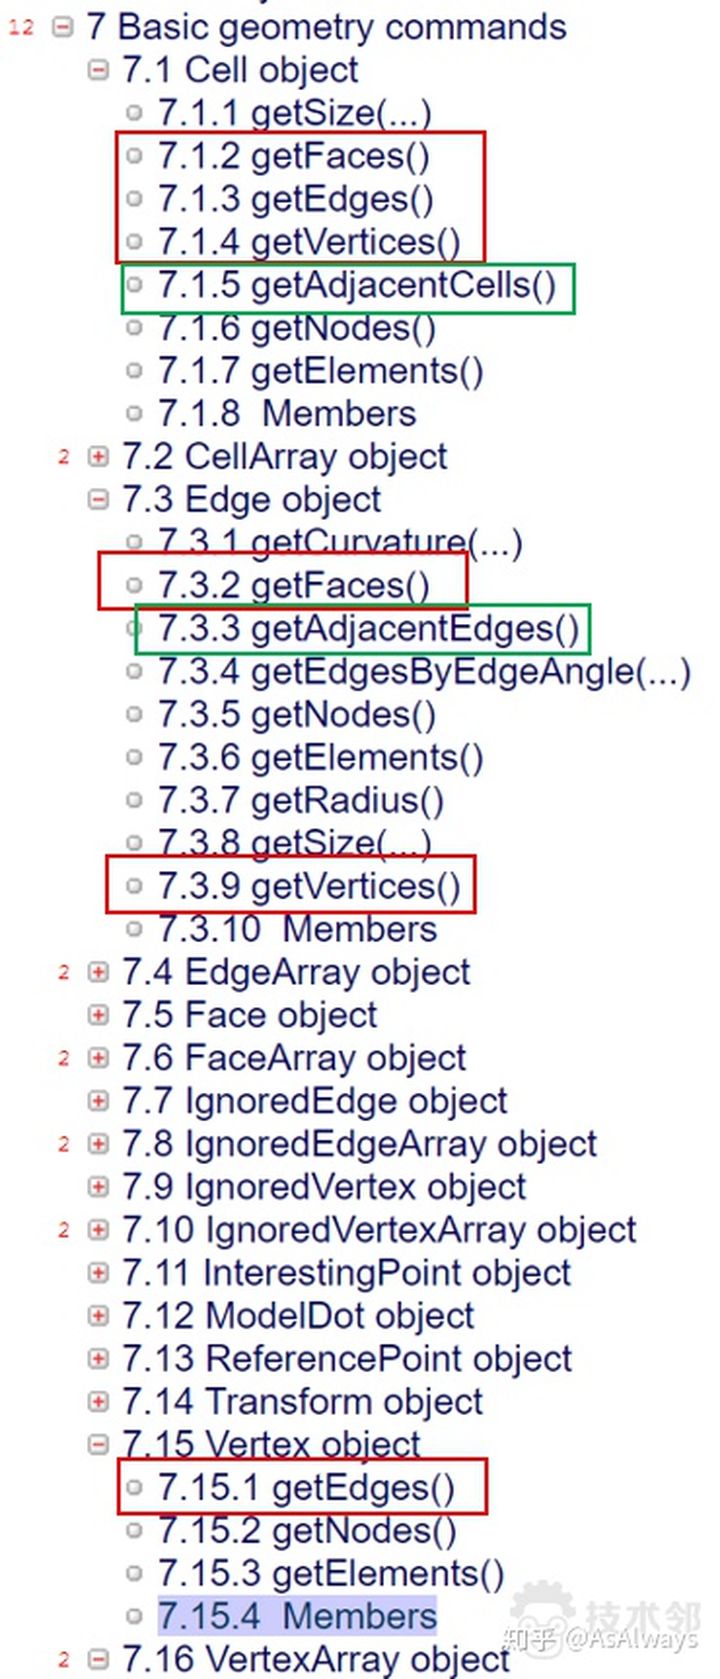 12 7 Basic geometry commands
7.1 Cell object
7.1.1 getSize(...)
7.1.2 getFaces()
7.1.3 getEdges()
7.1.4 getVertices()
7.1.5 getAdjacentCells()
7.1.6 getNodes()
7.1.7 getElements()
7.1.8 Members
2 7.2 CellArray object
7.3 Edge object
7.3.1 getCurvature(...)
7.3.2 getFaces()
7.3.3 getAdjacentEdges()
7.3.4 getEdgesByEdgeAngle(...)
7.3.5 getNodes()
7.3.6 getElements()
7.3.7 getRadius()
7.3.8 getSize(...)
7.3.9 getVertices()
7.3.10 Members
2 7.4 EdgeArray object
7.5 Face object
2 7.6 FaceArray object
7.7 IgnoredEdge object
2 7.8 IgnoredEdgeArray object
7.9 IgnoredVertex object
2 7.10 IgnoredVertexArray object
7.11 InterestingPoint object
7.12 ModelDot object
7.13 ReferencePoint object
7.14 Transform object
7.15 Vertex object
7.15.1 getEdges()
7.15.2 getNodes()
7.15.3 getElements()
7.15.4 Members
技术邻
知乎 @AsAlways
2 7.16 VertexArray object